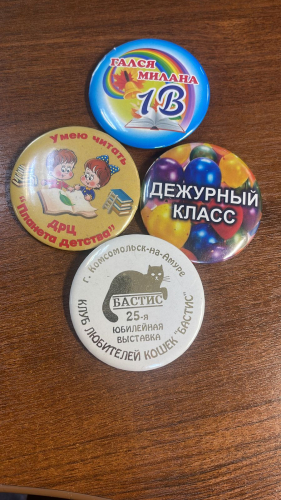 ГАЛСЯ
МИЛАНА
1В
Умею читать
ДРЦ
"Планета детства"
ДЕЖУРНЫЙ
КЛАСС
г. Комсомольск-на-Амуре
БАСТИС
25-я
ЮБИЛЕЙНАЯ
ВЫСТАВКА
КЛУБ ЛЮБИТЕЛЕЙ КОШЕК "БАСТИС"